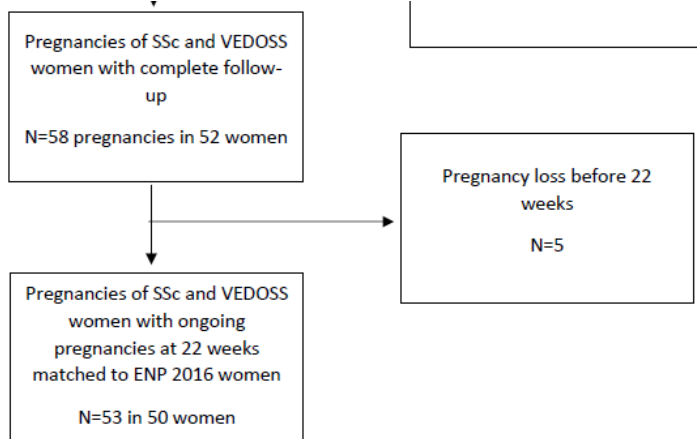 Pregnancies of SSc and VEDOSS
women with complete follow-
up
N=58 pregnancies in 52 women
Pregnancy loss before 22
weeks
N=5
Pregnancies of SSc and VEDOSS
women with ongoing
pregnancies at 22 weeks
matched to ENP 2016 women
N=53 in 50 women